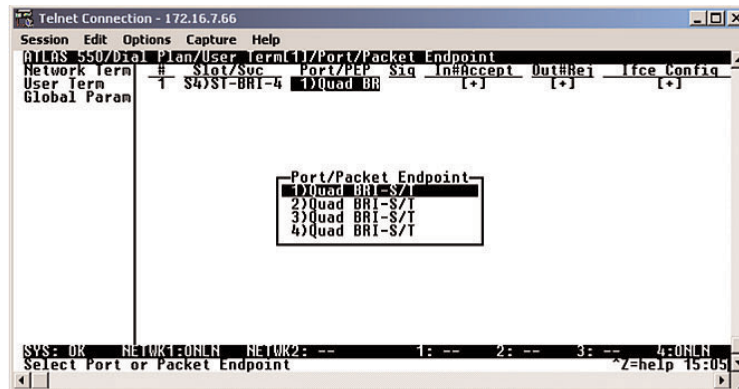 Telnet Connection - 172.16.7.66
Session Edit Options Capture Help
ATLAS 550/Dial Plan/User Term[1]/Port/Packet Endpoint
Network Term # Slot/Svc Port/PEP Sig In#Accept Out#Rej Ifce Config
User Term 1 S4)ST-BRI-4 1)Quad BR [+] [+] [+]
Global Param
Port/Packet Endpoint
1)Quad BRI-S/T
2)Quad BRI-S/T
3)Quad BRI-S/T
4)Quad BRI-S/T
SYS: OK NETWK1:ONLN NETWK2: -- 1: -- 2: -- 3: -- 4:ONLN
Select Port or Packet Endpoint ^Z=help 15:05